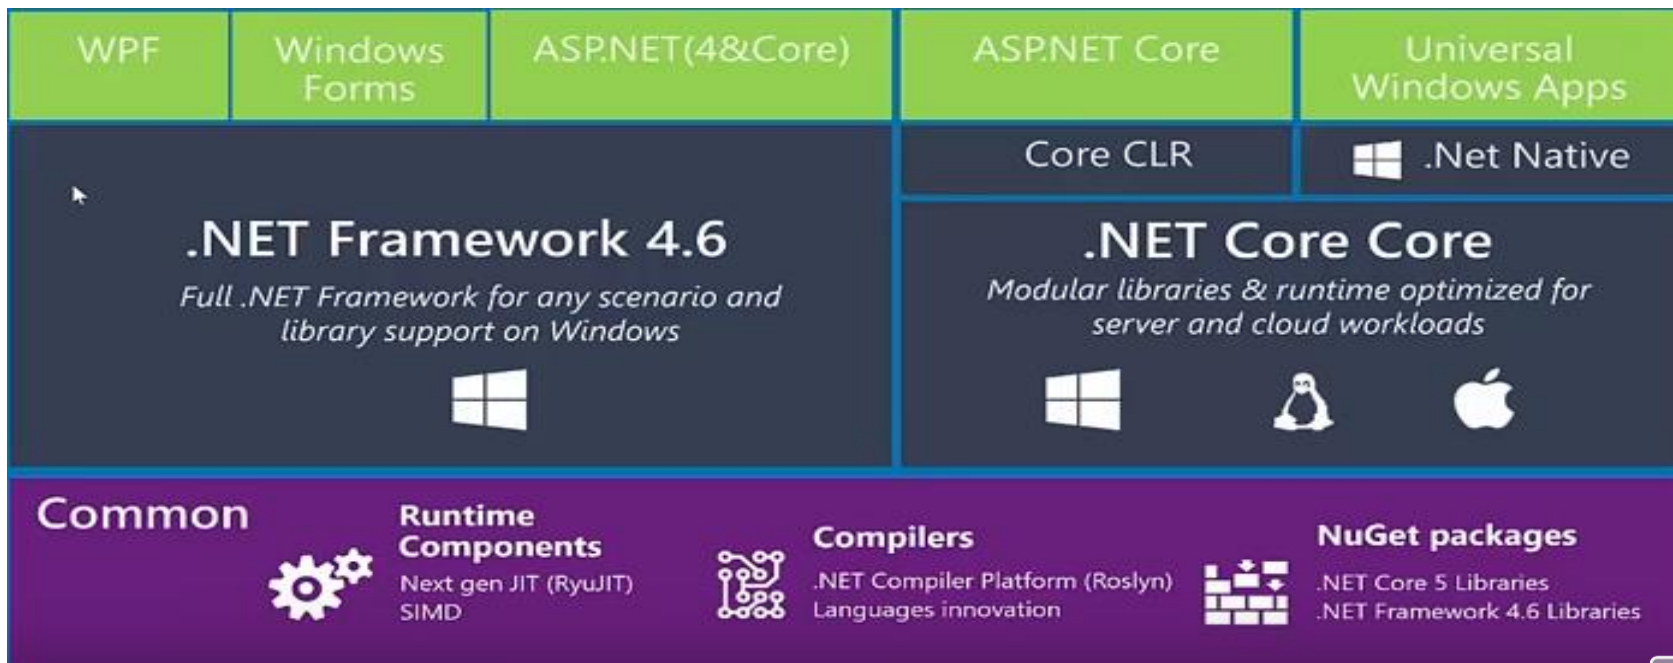 WPF
Windows
Forms
ASP.NET(4&Core)
ASP.NET Core
Universal
Windows Apps
Core CLR
.Net Native
.NET Framework 4.6
Full .NET Framework for any scenario and
library support on Windows
.NET Core Core
Modular libraries & runtime optimized for
server and cloud workloads
Common
Runtime
Components
Next gen JIT (RyuJIT)
SIMD
Compilers
.NET Compiler Platform (Roslyn)
Languages innovation
NuGet packages
.NET Core 5 Libraries
.NET Framework 4.6 Libraries